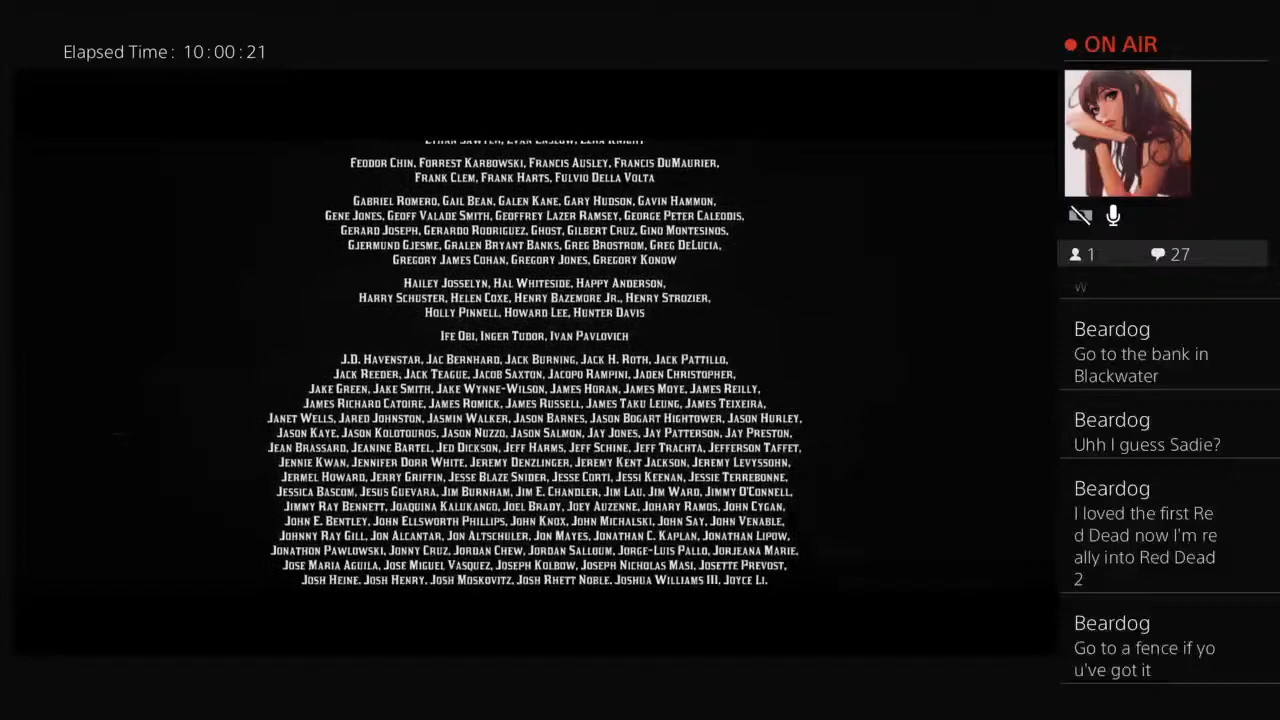 Elapsed Time: 10:00:21
ON AIR
1
27
Feodor Chin, Forrest Karbowski, Francis Ausley, Francis DuMaurier,
Frank Clem, Frank Harts, Fulvio Della Volta
Gabriel Romero, Gail Bean, Galen Kane, Gary Hudson, Gavin Hammon,
Gene Jones, Geoff Valade Smith, Geoffrey Lazer Ramsey, George Peter Caleodis,
Gerard Joseph, Gerardo Rodriguez, Ghost, Gilbert Cruz, Gino Montesinos,
Gjermund Gjesme, Gralen Bryant Banks, Greg Brostrom, Greg DeLucia,
Gregory James Cohan, Gregory Jones, Gregory Konow
Hailey Josselyn, Hal Whiteside, Happy Anderson,
Harry Schuster, Helen Coxe, Henry Bazemore Jr., Henry Strozier,
Holly Pinnell, Howard Lee, Hunter Davis
Ife Obi, Inger Tudor, Ivan Pavlovich
J.D. Havenstar, Jac Bernhard, Jack Burning, Jack H. Roth, Jack Pattillo,
Jack Reeder, Jack Teague, Jacob Saxton, Jacopo Rampini, Jaden Christopher,
Jake Green, Jake Smith, Jake Wynne-Wilson, James Horan, James Moye, James Reilly,
James Richard Catoire, James Romick, James Russell, James Taku Leung, James Teixeira,
Janet Wells, Jared Johnston, Jasmin Walker, Jason Barnes, Jason Bogart Hightower, Jason Hurley,
Jason Kaye, Jason Kolotouros, Jason Nuzzo, Jason Salmon, Jay Jones, Jay Patterson, Jay Preston,
Jean Brassard, Jeanine Bartel, Jed Dickson, Jeff Harms, Jeff Schine, Jeff Trachta, Jefferson Taffet,
Jennie Kwan, Jennifer Dorr White, Jeremy Denzlinger, Jeremy Kent Jackson, Jeremy Levyssohn,
Jermel Howard, Jerry Griffin, Jesse Blaze Snider, Jesse Corti, Jessi Keenan, Jessie Terrebonne,
Jessica Bascom, Jesus Guevara, Jim Burnham, Jim E. Chandler, Jim Lau, Jim Ward, Jimmy O'Connell,
Jimmy Ray Bennett, Joaquina Kalukango, Joel Brady, Joey Auzenne, Johary Ramos, John Cygan,
John E. Bentley, John Ellsworth Phillips, John Knox, John Michalski, John Say, John Venable,
Johnny Ray Gill, Jon Alcantar, Jon Altschuler, Jon Mayes, Jonathan C. Kaplan, Jonathan Lipow,
Jonathon Pawlowski, Jonny Cruz, Jordan Chew, Jordan Salloum, Jorge-Luis Pallo, Jorjeana Marie,
Jose Maria Aguila, Jose Miguel Vasquez, Joseph Kolbow, Joseph Nicholas Masi, Josette Prevost,
Josh Heine, Josh Henry, Josh Moskovitz, Josh Rhett Noble, Joshua Williams III, Joyce Li,
w
Beardog
Go to the bank in
Blackwater
Beardog
Uhh I guess Sadie?
Beardog
I loved the first Re
d Dead now I'm re
ally into Red Dead
2
Beardog
Go to a fence if yo
u've got it